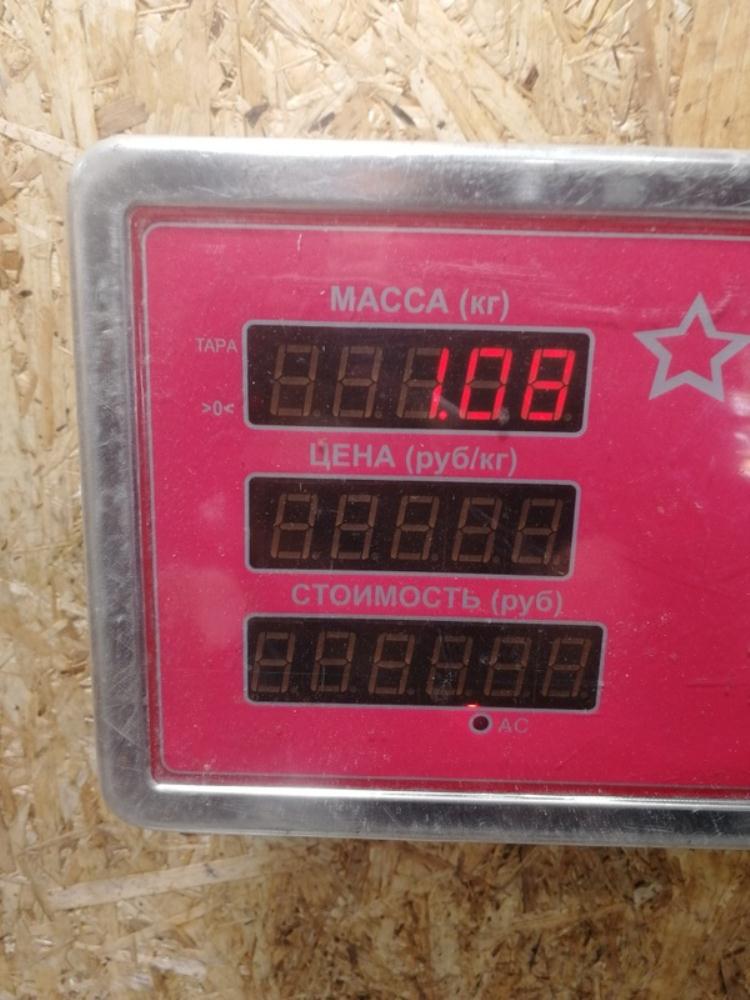 МАССА (кг)
ТАРА
1.08
>0<
ЦЕНА (руб/кг)
СТОИМОСТЬ (руб)
AC